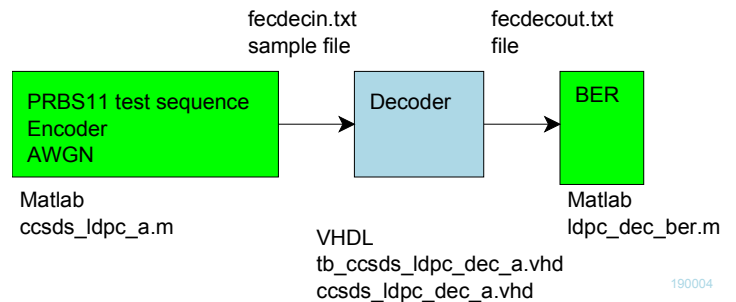 fecdecin.txt
sample file
fecdecout.txt
file
PRBS11 test sequence
Encoder
AWGN
Decoder
BER
Matlab
ccsds_ldpc_a.m
VHDL
tb_ccsds_ldpc_dec_a.vhd
ccsds_ldpc_dec_a.vhd
Matlab
ldpc_dec_ber.m
190004